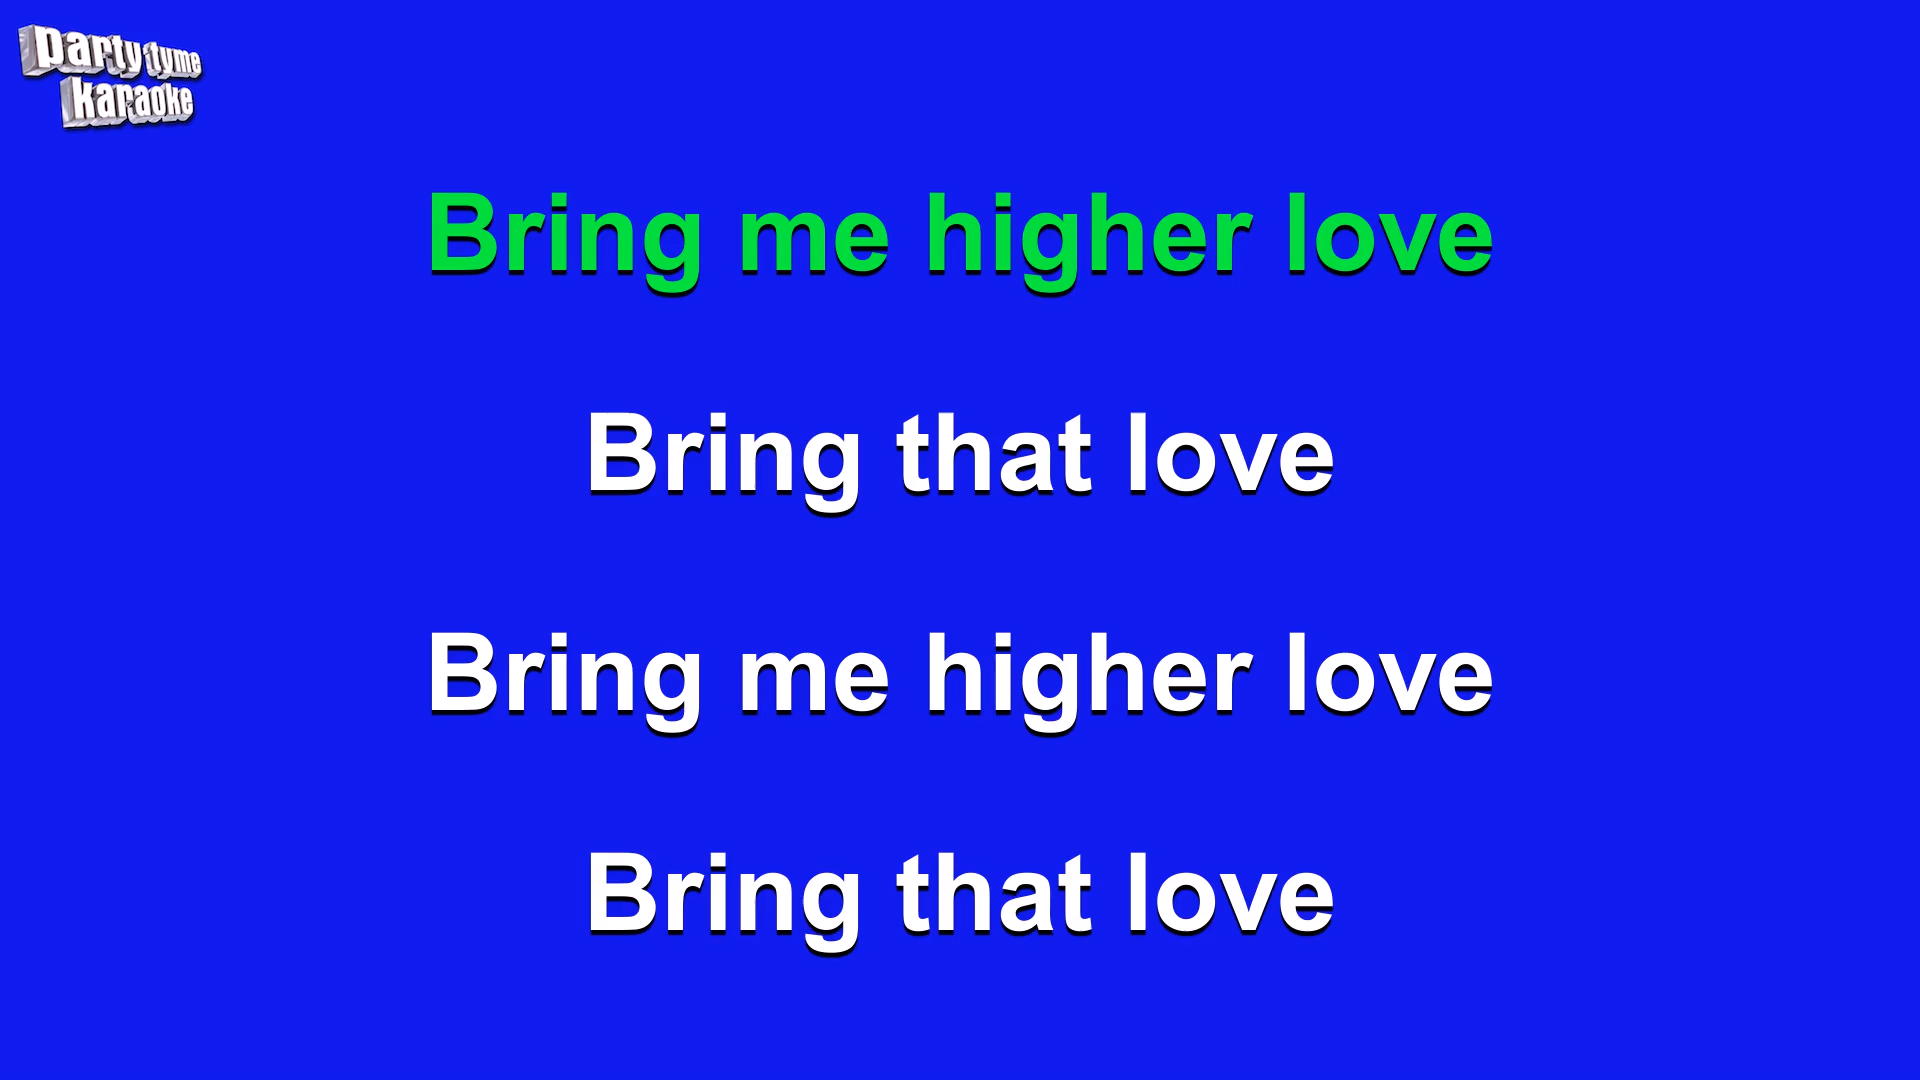 party tyme
karaoke
Bring me higher love
Bring that love
Bring me higher love
Bring that love